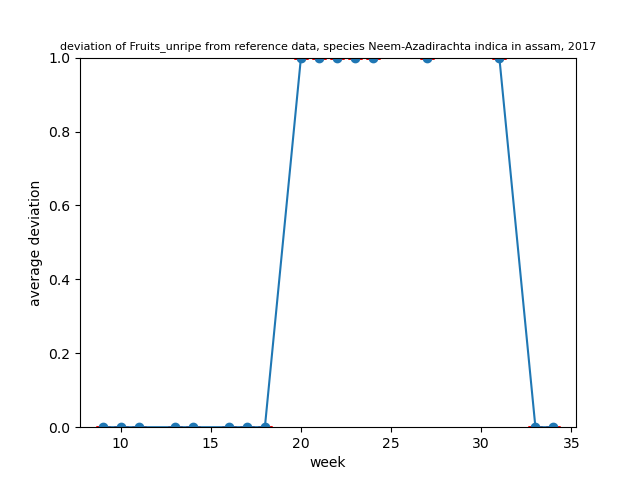 deviation of Fruits_unripe from reference data, species Neem-Azadirachta indica in assam, 2017
1.0
0.8
0.6
0.4
0.2
0.0
average deviation
10 15 20 25 30 35
week